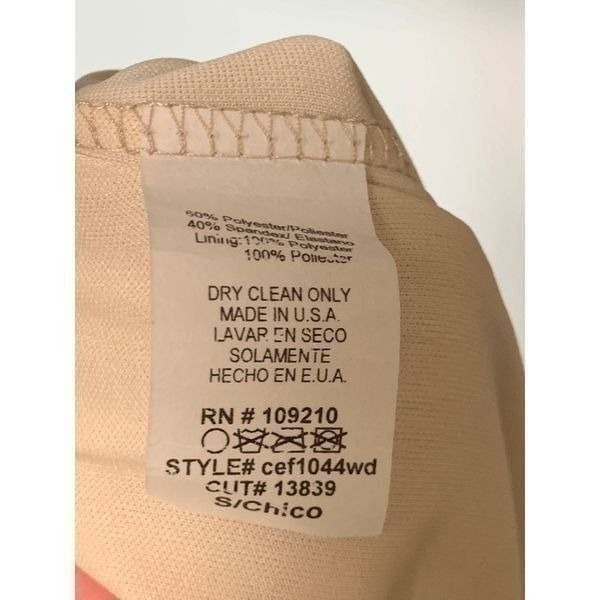 60% Polyester/Poliester
40% Spandex/ Elastano
Lining:100% Polyester
100% Poliester
DRY CLEAN ONLY
MADE IN U.S.A.
LAVAR EN SECO
SOLAMENTE
HECHO EN E.U.A.
RN # 109210
STYLE# cef1044wd
CUT# 13839
S/Chico